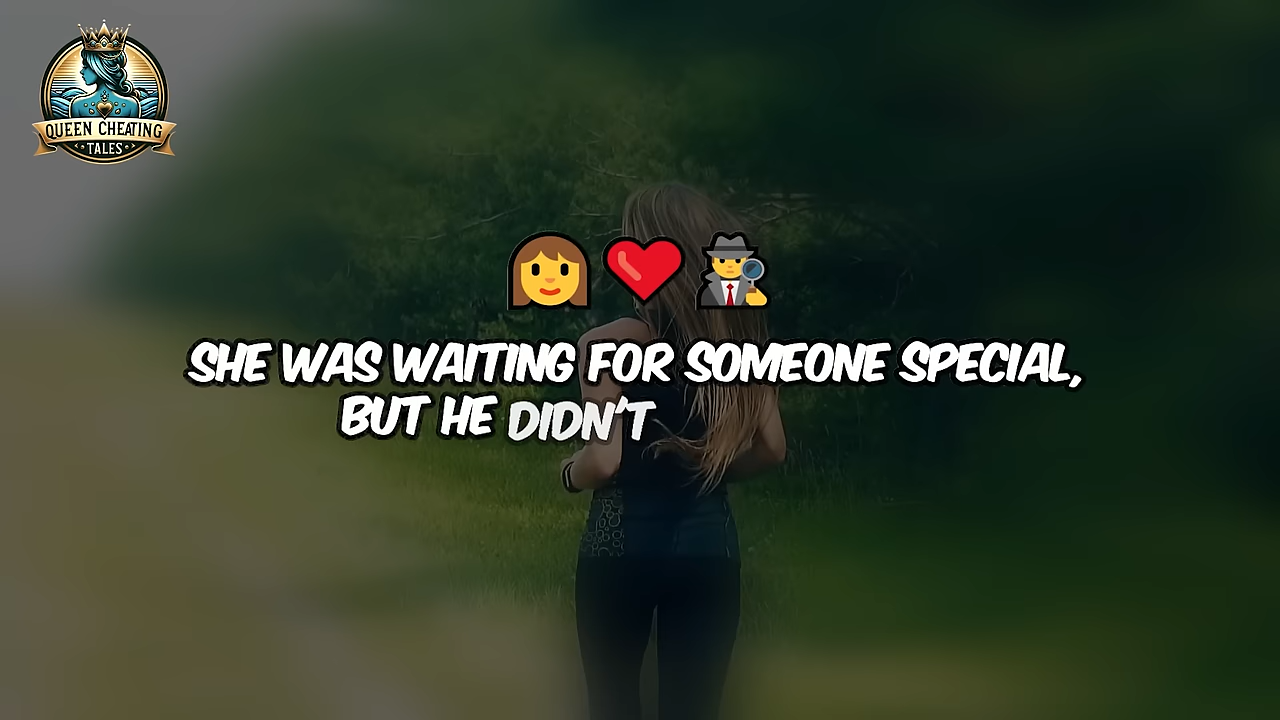 QUEEN CHEATING
TALES
SHE WAS WAITING FOR SOMEONE SPECIAL,
BUT HE DIDN'T